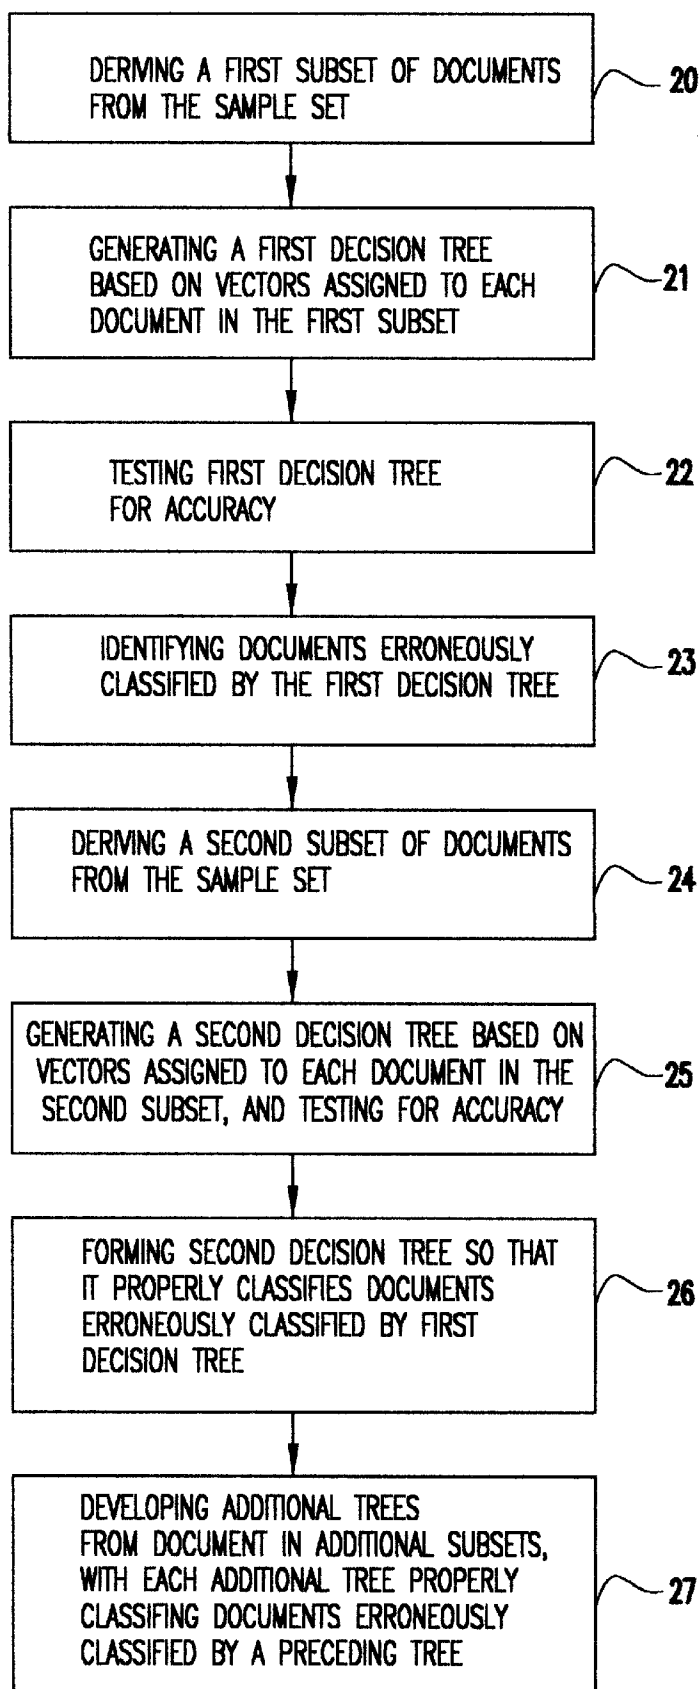 DERIVING A FIRST SUBSET OF DOCUMENTS
FROM THE SAMPLE SET
20
GENERATING A FIRST DECISION TREE
BASED ON VECTORS ASSIGNED TO EACH
DOCUMENT IN THE FIRST SUBSET
21
TESTING FIRST DECISION TREE
FOR ACCURACY
22
IDENTIFYING DOCUMENTS ERRONEOUSLY
CLASSIFIED BY THE FIRST DECISION TREE
23
DERIVING A SECOND SUBSET OF DOCUMENTS
FROM THE SAMPLE SET
24
GENERATING A SECOND DECISION TREE BASED ON
VECTORS ASSIGNED TO EACH DOCUMENT IN THE
SECOND SUBSET, AND TESTING FOR ACCURACY
25
FORMING SECOND DECISION TREE SO THAT
IT PROPERLY CLASSIFIES DOCUMENTS
ERRONEOUSLY CLASSIFIED BY FIRST
DECISION TREE
26
DEVELOPING ADDITIONAL TREES
FROM DOCUMENT IN ADDITIONAL SUBSETS,
WITH EACH ADDITIONAL TREE PROPERLY
CLASSIFING DOCUMENTS ERRONEOUSLY
CLASSIFIED BY A PRECEDING TREE
27